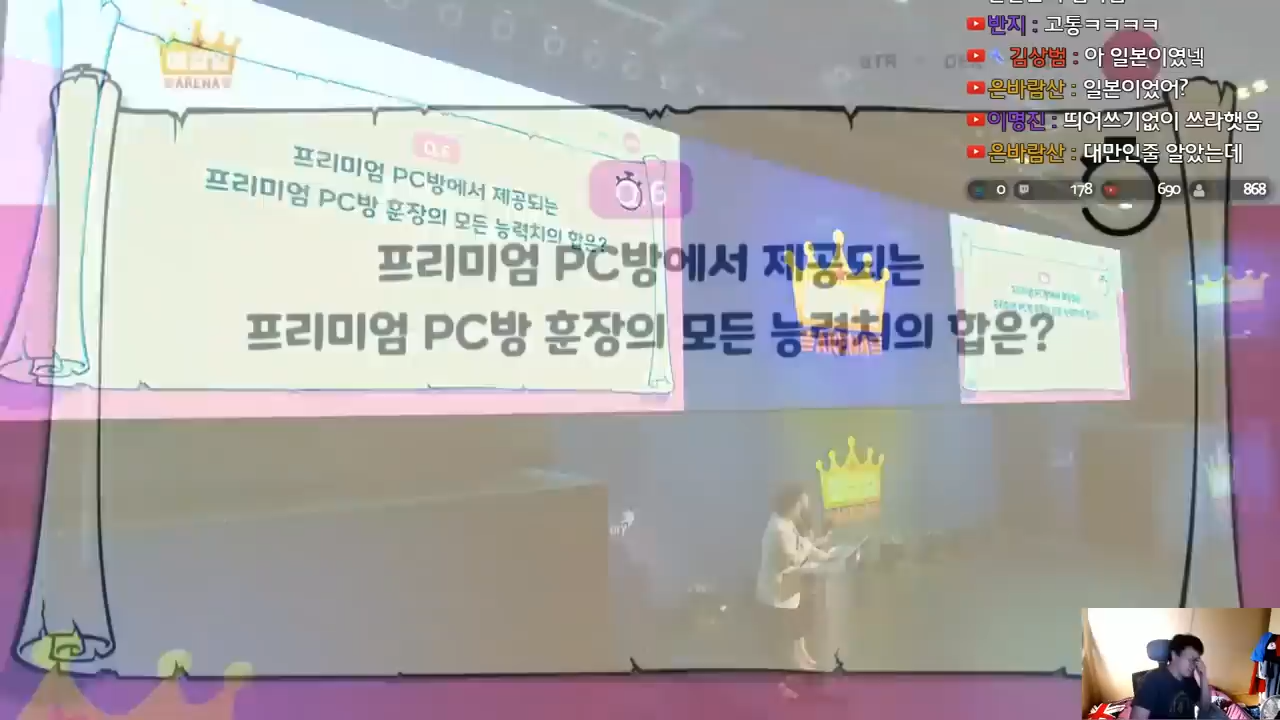 반지 : 고통ㅋㅋㅋㅋ
김상범 : 아 일본이였넼
은바람산 : 일본이었어?
이명진 : 띄어쓰기없이 쓰라햇음
은바람산 : 대만인줄 알았는데
0 178 690 868
ARENA
Q.6
프리미엄 PC방에서 제공되는
프리미엄 PC방 훈장의 모든 능력치의 합은?
Q.6
프리미엄 PC방에서 제공되는
프리미엄 PC방 훈장의 모든 능력치의 합은?
ARENA